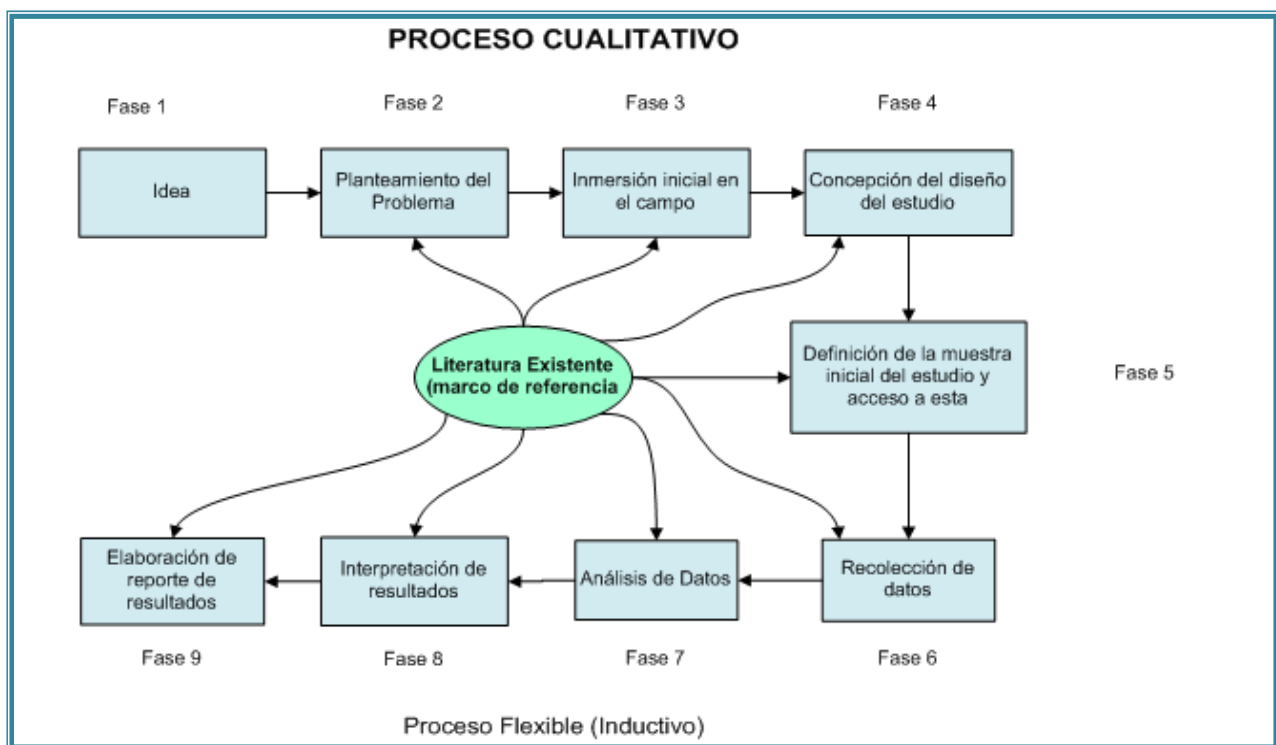 PROCESO CUALITATIVO
Fase 1
Fase 2
Fase 3
Fase 4
Idea
Planteamiento del
Problema
Inmersión inicial en
el campo
Concepción del diseño
del estudio
Literatura Existente
(marco de referencia
Definición de la muestra
inicial del estudio y
acceso a esta
Fase 5
Elaboración de
reporte de
resultados
Interpretación de
resultados
Análisis de Datos
Recolección de
datos
Fase 9
Fase 8
Fase 7
Fase 6
Proceso Flexible (Inductivo)